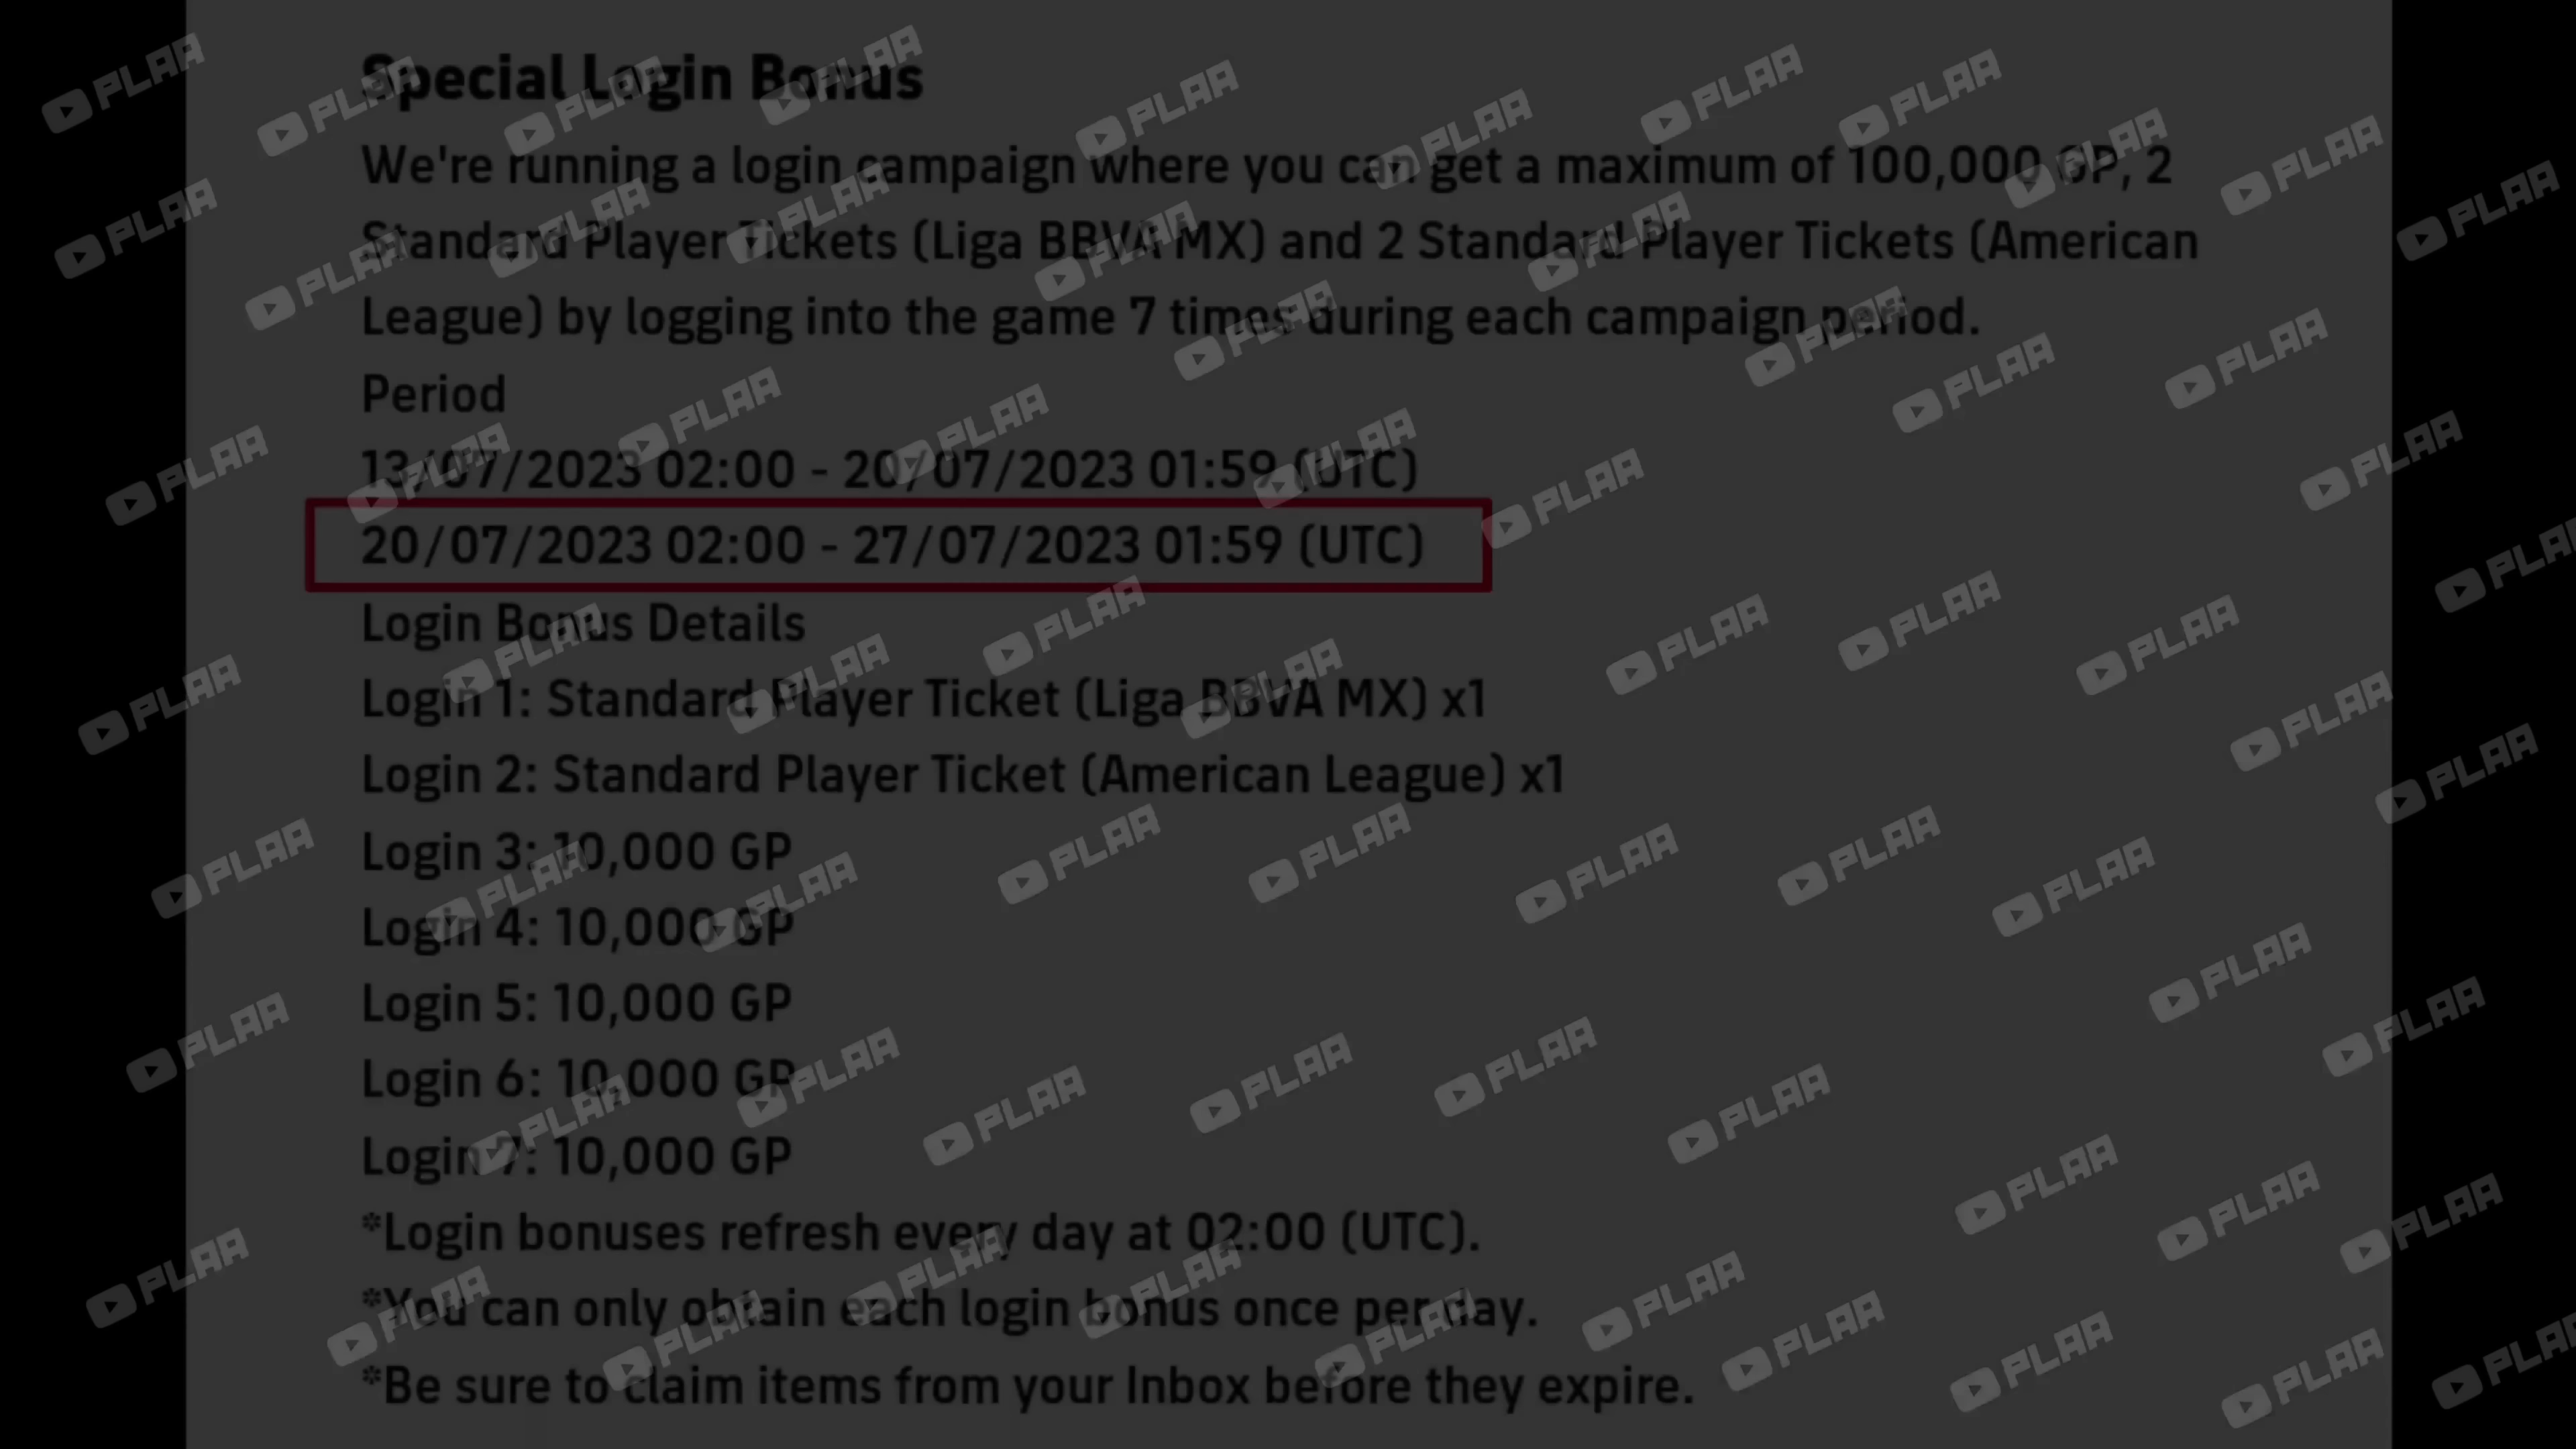 Special Login Bonus
We're running a login campaign where you can get a maximum of 100,000 GP, 2
Standard Player Tickets (Liga BBVA MX) and 2 Standard Player Tickets (American
League) by logging into the game 7 times during each campaign period.
Period
13/07/2023 02:00 - 20/07/2023 01:59 (UTC)
20/07/2023 02:00 - 27/07/2023 01:59 (UTC)
Login Bonus Details
Login 1: Standard Player Ticket (Liga BBVA MX) x1
Login 2: Standard Player Ticket (American League) x1
Login 3: 10,000 GP
Login 4: 10,000 GP
Login 5: 10,000 GP
Login 6: 10,000 GP
Login 7: 10,000 GP
*Login bonuses refresh every day at 02:00 (UTC).
*You can only obtain each login bonus once per day.
*Be sure to claim items from your Inbox before they expire.
PLAA